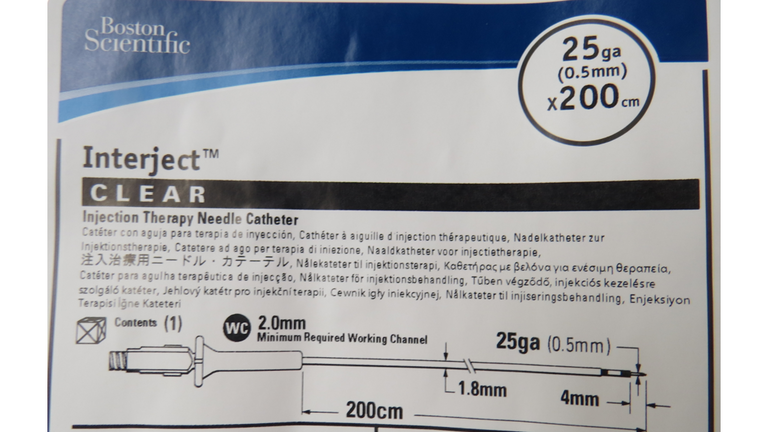 Boston
Scientific
25ga
(0.5mm)
x200cm
Interject™
CLEAR
Injection Therapy Needle Catheter
Catéter con aguja para terapia de inyección, Cathéter à aiguille d injection thérapeutique, Nadelkatheter zur
Injektionstherapie, Catetere ad ago per terapia di iniezione, Naaldkatheter voor injectietherapie,
注入治療用ニードル・カテーテル, Nålekateter til injektionsterapi, Καθετήρας με βελόνα για ενέσιμη θεραπεία,
Catéter para agulha terapêutica de injecção, Nålkateter för injektionsbehandling, Tűben végződő, injekciós kezelésre
szolgáló katéter, Jehlový katétr pro injekční terapii, Cewnik igły iniekcyjnej, Nålkateter til injiseringsbehandling, Enjeksiyon
Terapisi İğne Kateteri
Contents (1)
WC 2.0mm
Minimum Required Working Channel
25ga (0.5mm)
1.8mm
4mm
200cm